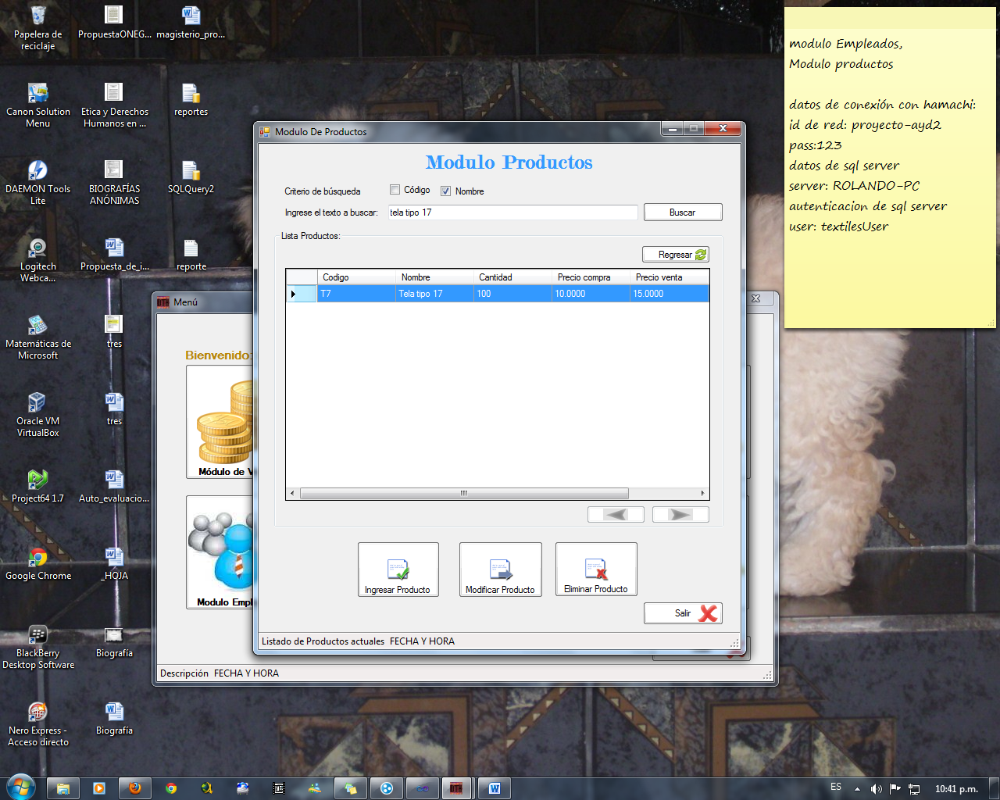 Papelera de
reciclaje
PropuestaONEG...
magisterio_pro...
Canon Solution
Menu
Etica y Derechos
Humanos en ...
reportes
DAEMON Tools
Lite
BIOGRAFÍAS
ANÓNIMAS
SQLQuery2
Logitech
Webca...
Propuesta_de_i...
reporte
Matemáticas de
Microsoft
tres
Oracle VM
VirtualBox
tres
Project64 1.7
Auto_evaluacio...
Google Chrome
_HOJA
BlackBerry
Desktop Software
Biografía
Nero Express -
Acceso directo
Biografía
modulo Empleados,
Modulo productos
datos de conexión con hamachi:
id de red: proyecto-ayd2
pass:123
datos de sql server
server: ROLANDO-PC
autenticacion de sql server
user: textilesUser
Menú
Bienvenido:
Módulo de V
Modulo Empl
Descripción FECHA Y HORA
Modulo De Productos
Modulo Productos
Criterio de búsqueda Código Nombre
Ingrese el texto a buscar: tela tipo 17 Buscar
Lista Productos:
Regresar
Codigo Nombre Cantidad Precio compra Precio venta
T7 Tela tipo 17 100 10.0000 15.0000
Ingresar Producto Modificar Producto Eliminar Producto
Salir
Listado de Productos actuales FECHA Y HORA
ES 10:41 p.m.